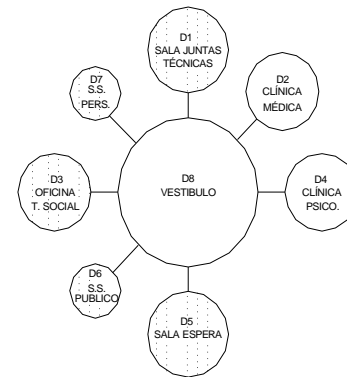 D1
SALA JUNTAS
TÉCNICAS
D7
S.S.
PERS.
D2
CLÍNICA
MÉDICA
D3
OFICINA
T. SOCIAL
D8
VESTIBULO
D4
CLÍNICA
PSICO.
D6
S.S.
PUBLICO
D5
SALA ESPERA